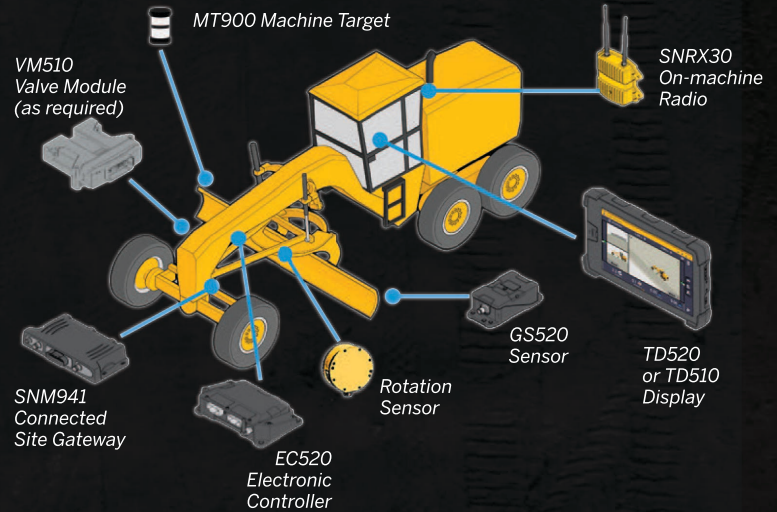 MT900 Machine Target
SNRX30
On-machine
Radio
VM510
Valve Module
(as required)
GS520
Sensor
TD520
or TD510
Display
Rotation
Sensor
SNM941
Connected
Site Gateway
EC520
Electronic
Controller